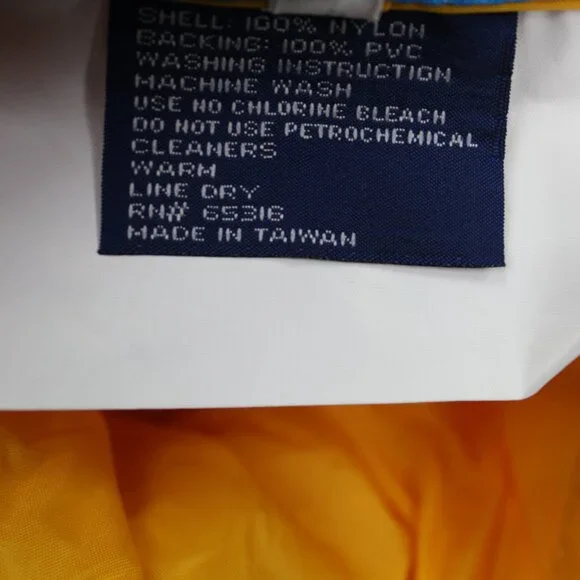 SHELL: 100% NYLON
BACKING: 100% PVC
WASHING INSTRUCTION
MACHINE WASH
USE NO CHLORINE BLEACH
DO NOT USE PETROCHEMICAL
CLEANERS
WARM
LINE DRY
RN# 65316
MADE IN TAIWAN